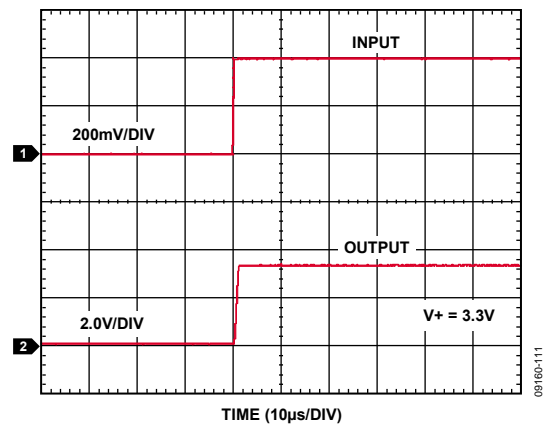 INPUT
200mV/DIV
1
OUTPUT
2.0V/DIV
V+ = 3.3V
2
TIME (10µs/DIV)
09160-111